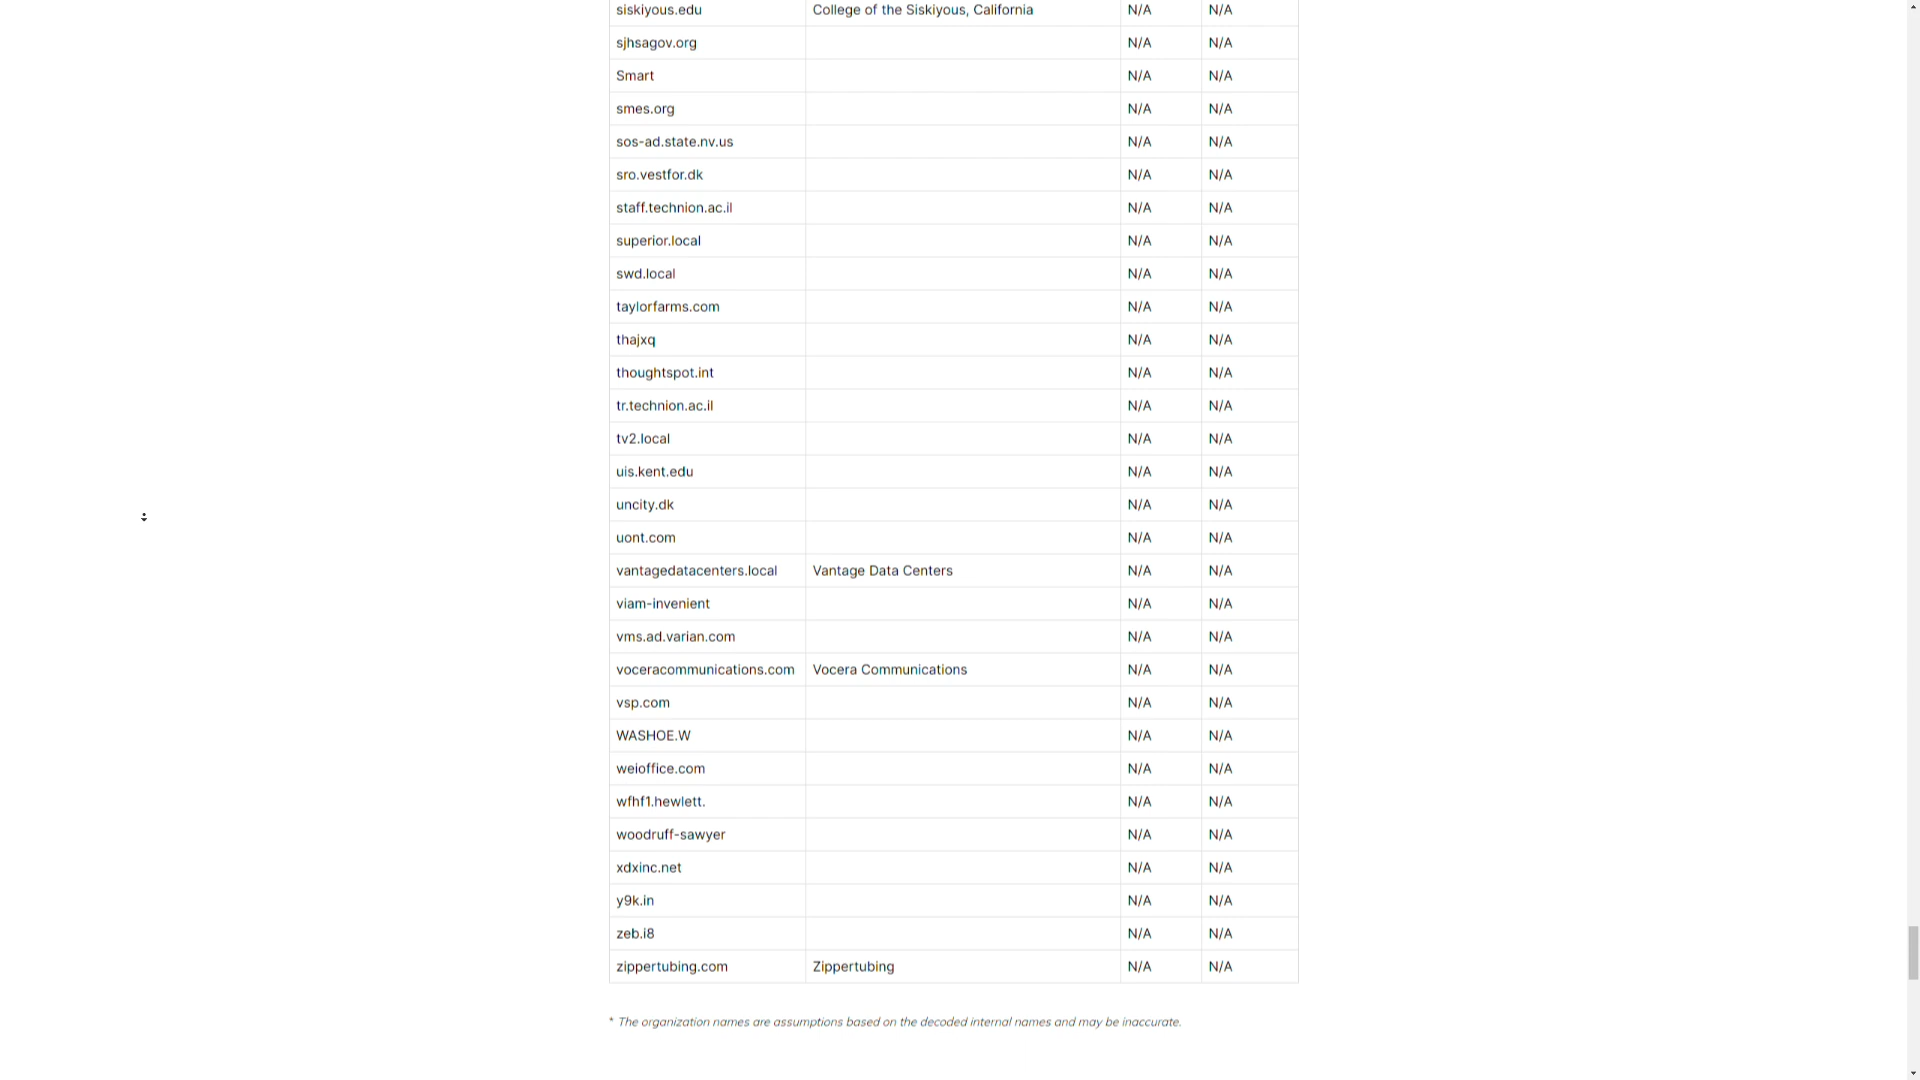 siskiyous.edu College of the Siskiyous, California N/A N/A
sjhsagov.org N/A N/A
Smart N/A N/A
smes.org N/A N/A
sos-ad.state.nv.us N/A N/A
sro.vestfor.dk N/A N/A
staff.technion.ac.il N/A N/A
superior.local N/A N/A
swd.local N/A N/A
taylorfarms.com N/A N/A
thajxq N/A N/A
thoughtspot.int N/A N/A
tr.technion.ac.il N/A N/A
tv2.local N/A N/A
uis.kent.edu N/A N/A
uncity.dk N/A N/A
uont.com N/A N/A
vantagedatacenters.local Vantage Data Centers N/A N/A
viam-invenient N/A N/A
vms.ad.varian.com N/A N/A
voceracommunications.com Vocera Communications N/A N/A
vsp.com N/A N/A
WASHOE.W N/A N/A
weioffice.com N/A N/A
wfhf1.hewlett. N/A N/A
woodruff-sawyer N/A N/A
xdxinc.net N/A N/A
y9k.in N/A N/A
zeb.i8 N/A N/A
zippertubing.com Zippertubing N/A N/A
* The organization names are assumptions based on the decoded internal names and may be inaccurate.